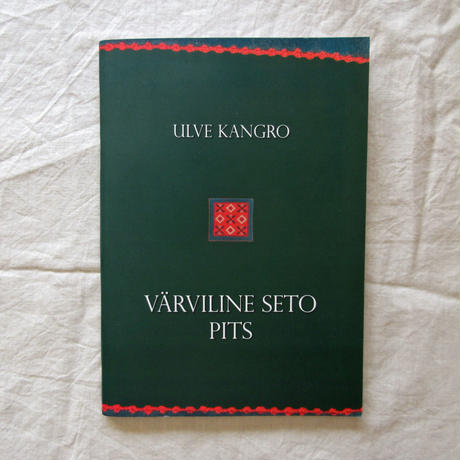 ULVE KANGRO
VÄRVILINE SETO
PITS